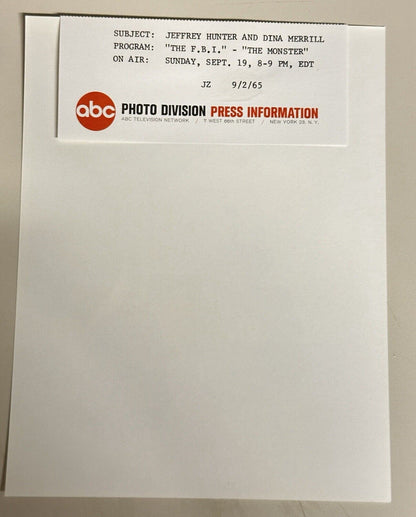 SUBJECT: JEFFREY HUNTER AND DINA MERRILL
PROGRAM: "THE F.B.I." - "THE MONSTER"
ON AIR: SUNDAY, SEPT. 19, 8-9 PM, EDT
JZ 9/2/65
abc PHOTO DIVISION PRESS INFORMATION
ABC TELEVISION NETWORK / 7 WEST 66th STREET / NEW YORK 23, N. Y.